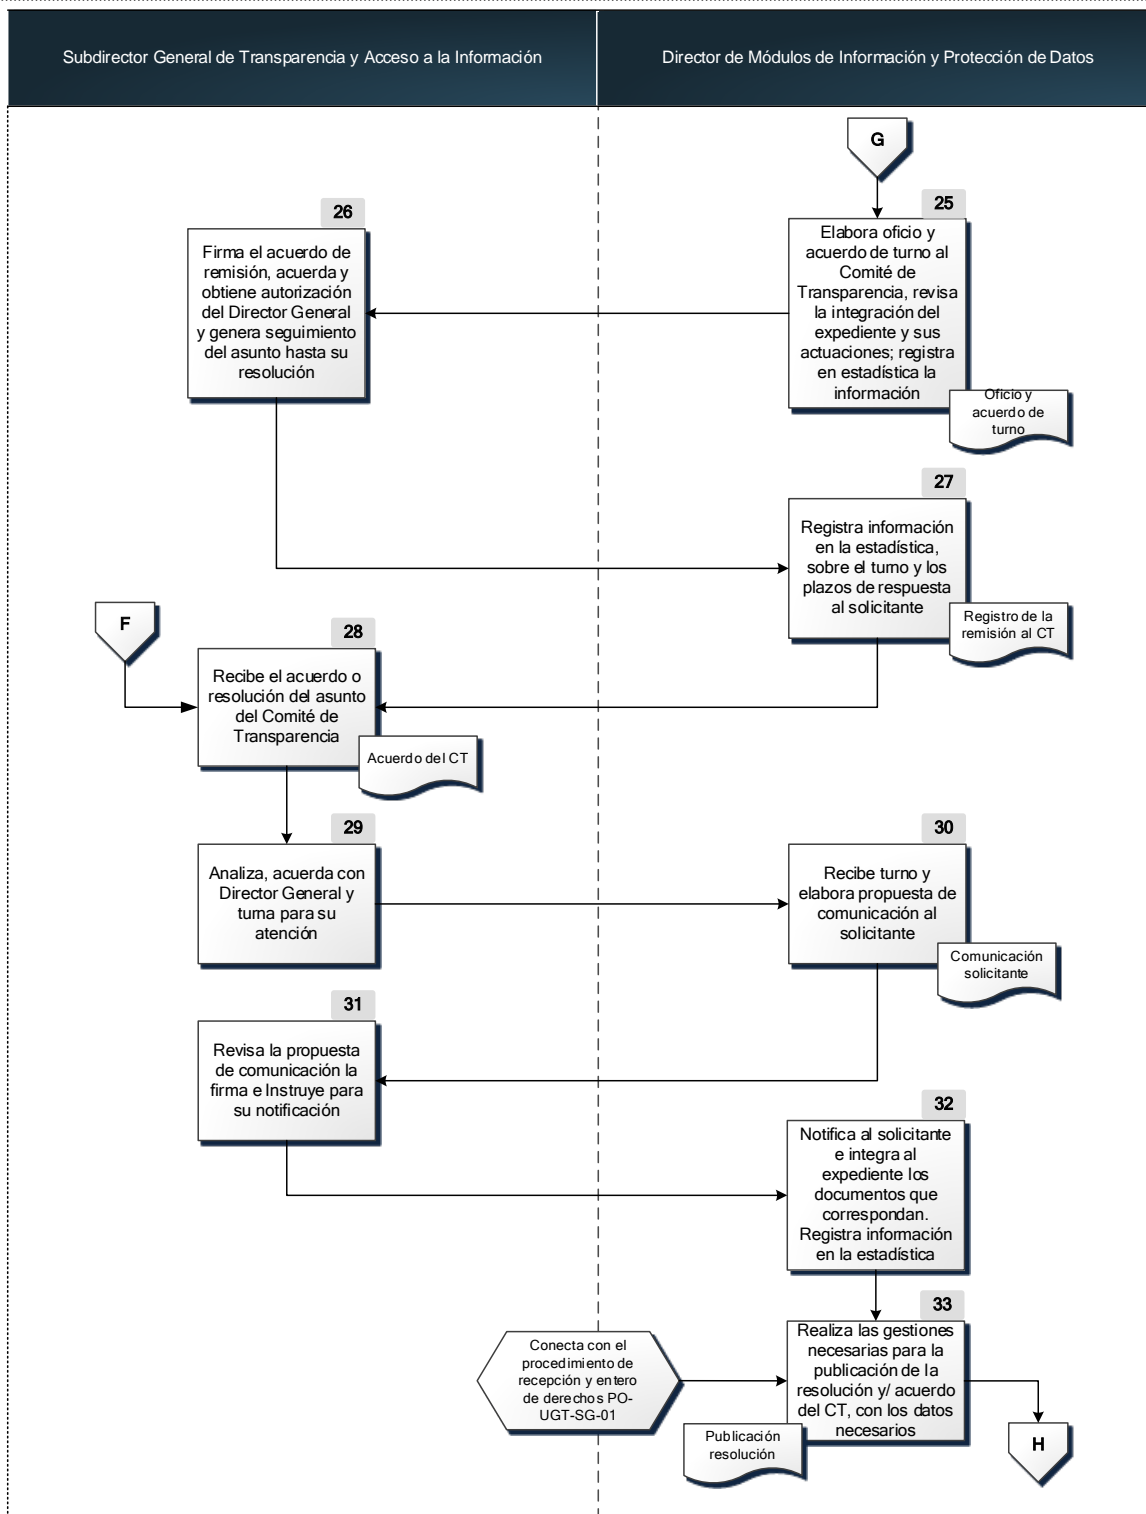 Subdirector General de Transparencia y Acceso a la Información
Director de Módulos de Información y Protección de Datos
G
25
Elabora oficio y
acuerdo de turno al
Comité de
Transparencia, revisa
la integración del
expediente y sus
actuaciones; registra
en estadística la
información
Oficio y
acuerdo de
turno
26
Firma el acuerdo de
remisión, acuerda y
obtiene autorización
del Director General
y genera seguimiento
del asunto hasta su
resolución
27
Registra información
en la estadística,
sobre el turno y los
plazos de respuesta
al solicitante
Registro de la
remisión al CT
F
28
Recibe el acuerdo o
resolución del asunto
del Comité de
Transparencia
Acuerdo del CT
29
Analiza, acuerda con
Director General y
turna para su
atención
30
Recibe turno y
elabora propuesta de
comunicación al
solicitante
Comunicación
solicitante
31
Revisa la propuesta
de comunicación la
firma e Instruye para
su notificación
32
Notifica al solicitante
e integra al
expediente los
documentos que
correspondan.
Registra información
en la estadística
33
Realiza las gestiones
necesarias para la
publicación de la
resolución y/ acuerdo
del CT, con los datos
necesarios
Conecta con el
procedimiento de
recepción y entero
de derechos PO-
UGT-SG-01
Publicación
resolución
H